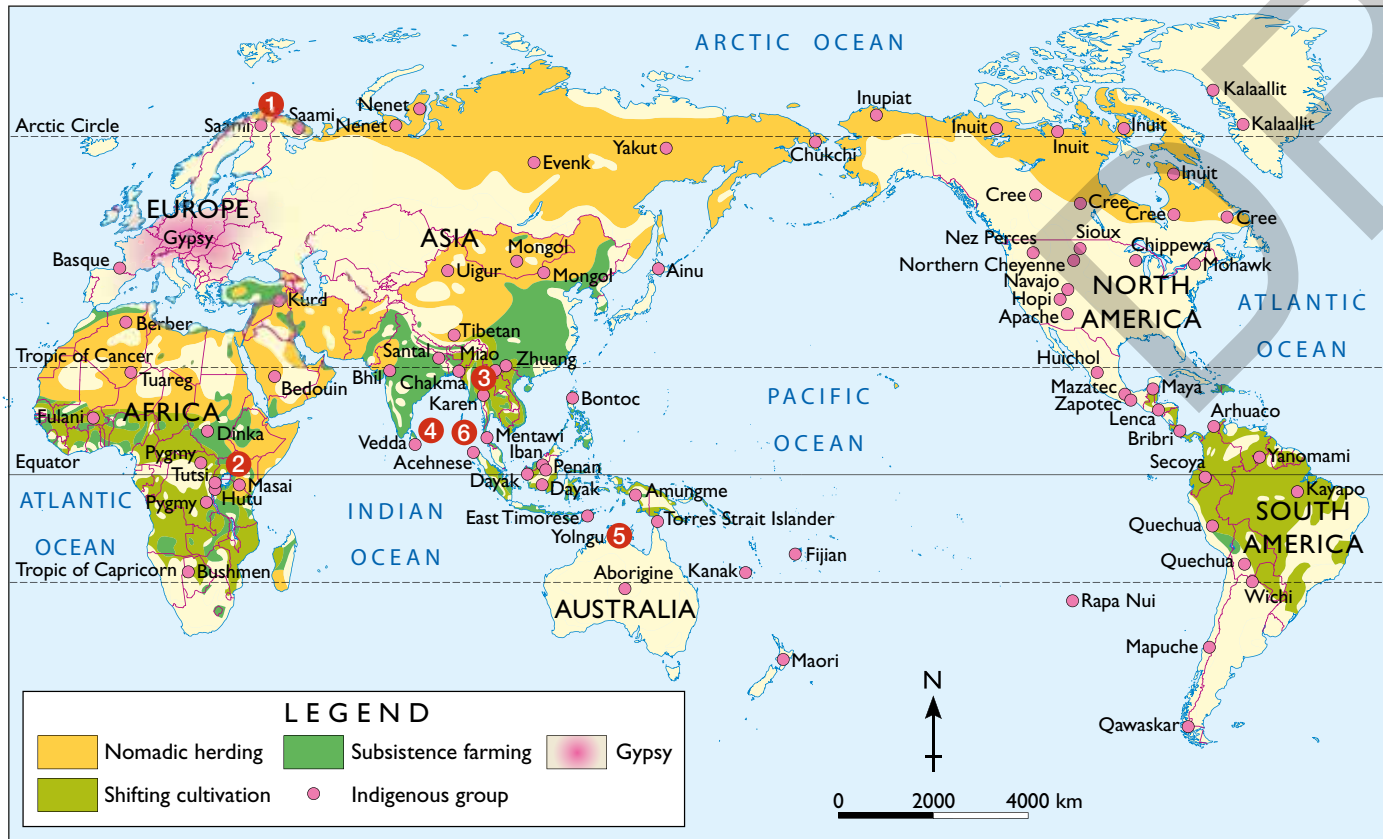 ARCTIC OCEAN
1
Saami
Saami
Nenet
Nenet
Arctic Circle
Evenk
Yakut
Chukchi
Inupiat
Inuit
Inuit
Inuit
Inuit
Kalaallit
Kalaallit
Cree
Cree
Cree
Cree
EUROPE
Gypsy
Basque
ASIA
Mongol
Mongol
Uigur
Ainu
Kurd
Nez Perces
Sioux
Chippewa
Northern Cheyenne
Mohawk
Navajo
Hopi
Apache
NORTH
AMERICA
ATLANTIC
OCEAN
Berber
Tropic of Cancer
Tuareg
Bedouin
Tibetan
Santal
Miao
Zhuang
Bhil
Chakma
3
Karen
Bontoc
PACIFIC
OCEAN
Huichol
Mazatec
Zapotec
Maya
Lenca
Bribri
Arhuaco
AFRICA
Fulani
Dinka
Vedda
4
6
Mentawi
Acehnese
Iban
Penan
Dayak
Dayak
Equator
Pygmy
2
Tutsi
Masai
Hutu
Pygmy
ATLANTIC
OCEAN
INDIAN
OCEAN
Amungme
East Timorese
Torres Strait Islander
Yolngu
5
Secoya
Yanomami
Kayapo
SOUTH
AMERICA
Quechua
Quechua
Tropic of Capricorn
Bushmen
Aborigine
AUSTRALIA
Kanak
Fijian
Wichi
Rapa Nui
Maori
Mapuche
Qawaskar
LEGEND
Nomadic herding
Subsistence farming
Gypsy
Shifting cultivation
Indigenous group
N
0 2000 4000 km